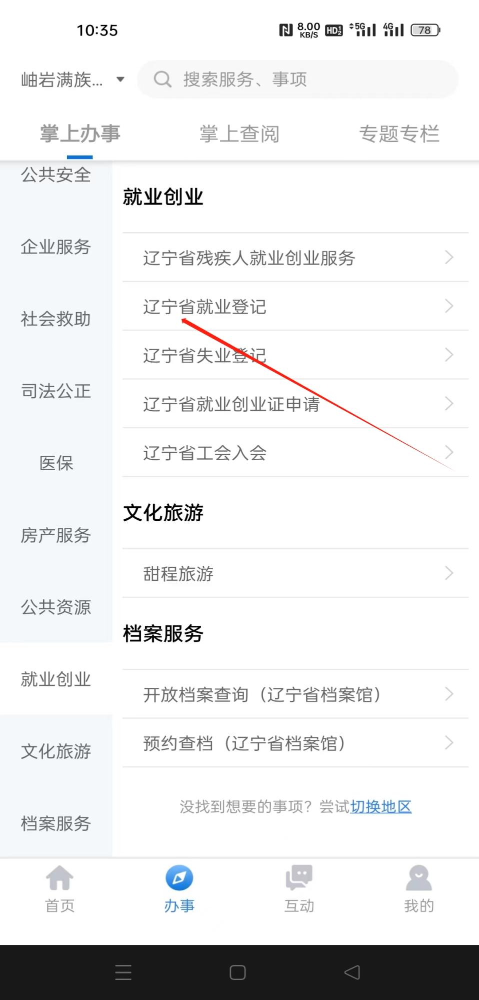 10:35
8.00 KB/S HD 5G 4G 78
岫岩满族...
搜索服务、事项
掌上办事 掌上查阅 专题专栏
公共安全
企业服务
社会救助
司法公正
医保
房产服务
公共资源
就业创业
文化旅游
档案服务
就业创业
辽宁省残疾人就业创业服务
辽宁省就业登记
辽宁省失业登记
辽宁省就业创业证申请
辽宁省工会入会
文化旅游
甜程旅游
档案服务
开放档案查询（辽宁省档案馆）
预约查档（辽宁省档案馆）
没找到想要的事项？尝试切换地区
首页 办事 互动 我的